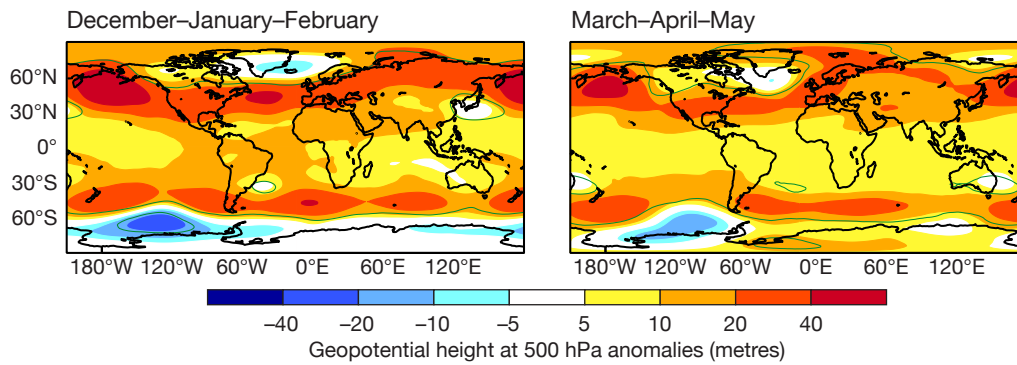 December–January–February
March–April–May
60°N
30°N
0°
30°S
60°S
180°W 120°W 60°W 0°E 60°E 120°E
180°W 120°W 60°W 0°E 60°E 120°E
–40 –20 –10 –5 5 10 20 40
Geopotential height at 500 hPa anomalies (metres)